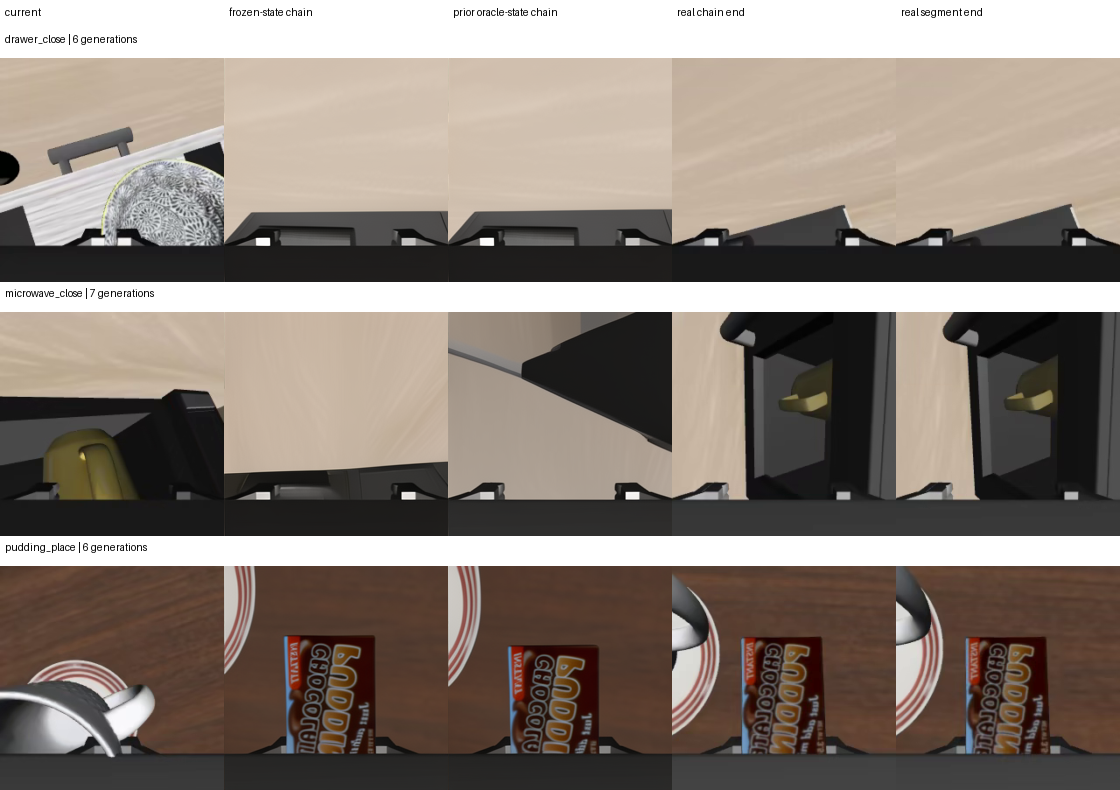 current
frozen-state chain
prior oracle-state chain
real chain end
real segment end
drawer_close | 6 generations
microwave_close | 7 generations
pudding_place | 6 generations